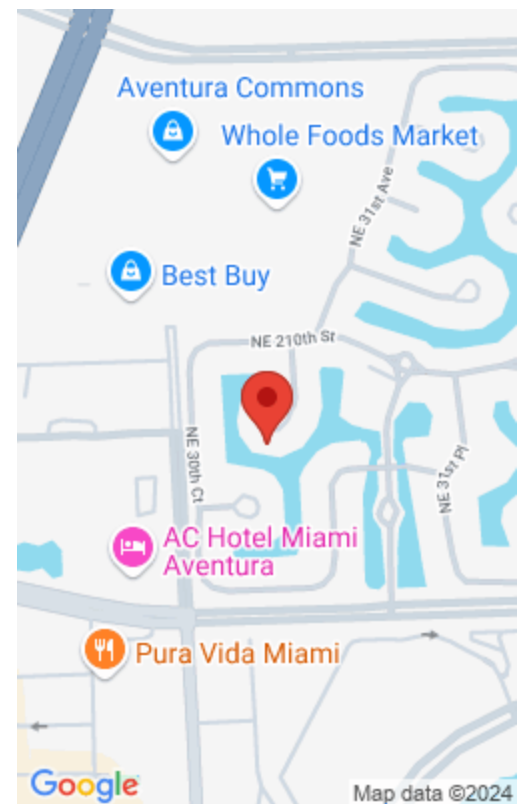 Aventura Commons
Whole Foods Market
NE 31st Ave
Best Buy
NE 210th St
NE 30th Ct
NE 31st Pl
AC Hotel Miami
Aventura
Pura Vida Miami
Google
Map data ©2024